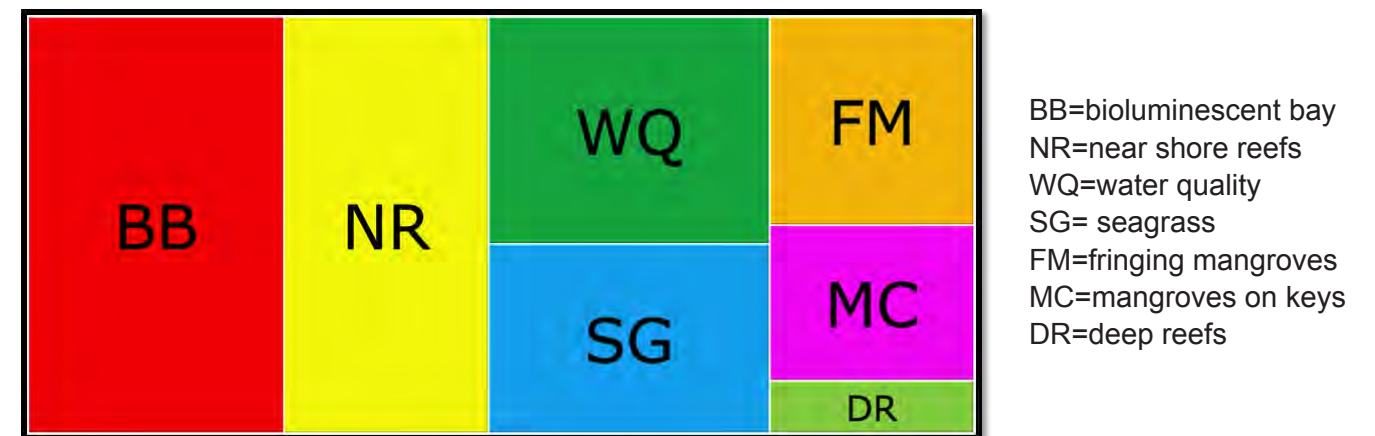 BB
NR
WQ
SG
FM
MC
DR
BB=bioluminescent bay
NR=near shore reefs
WQ=water quality
SG= seagrass
FM=fringing mangroves
MC=mangroves on keys
DR=deep reefs